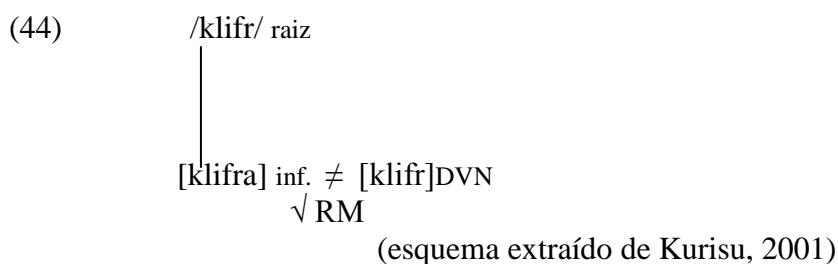 (44) /klifr/ raiz
[klifra] inf. ≠ [klifr]DVN
√ RM
(esquema extraído de Kurisu, 2001)